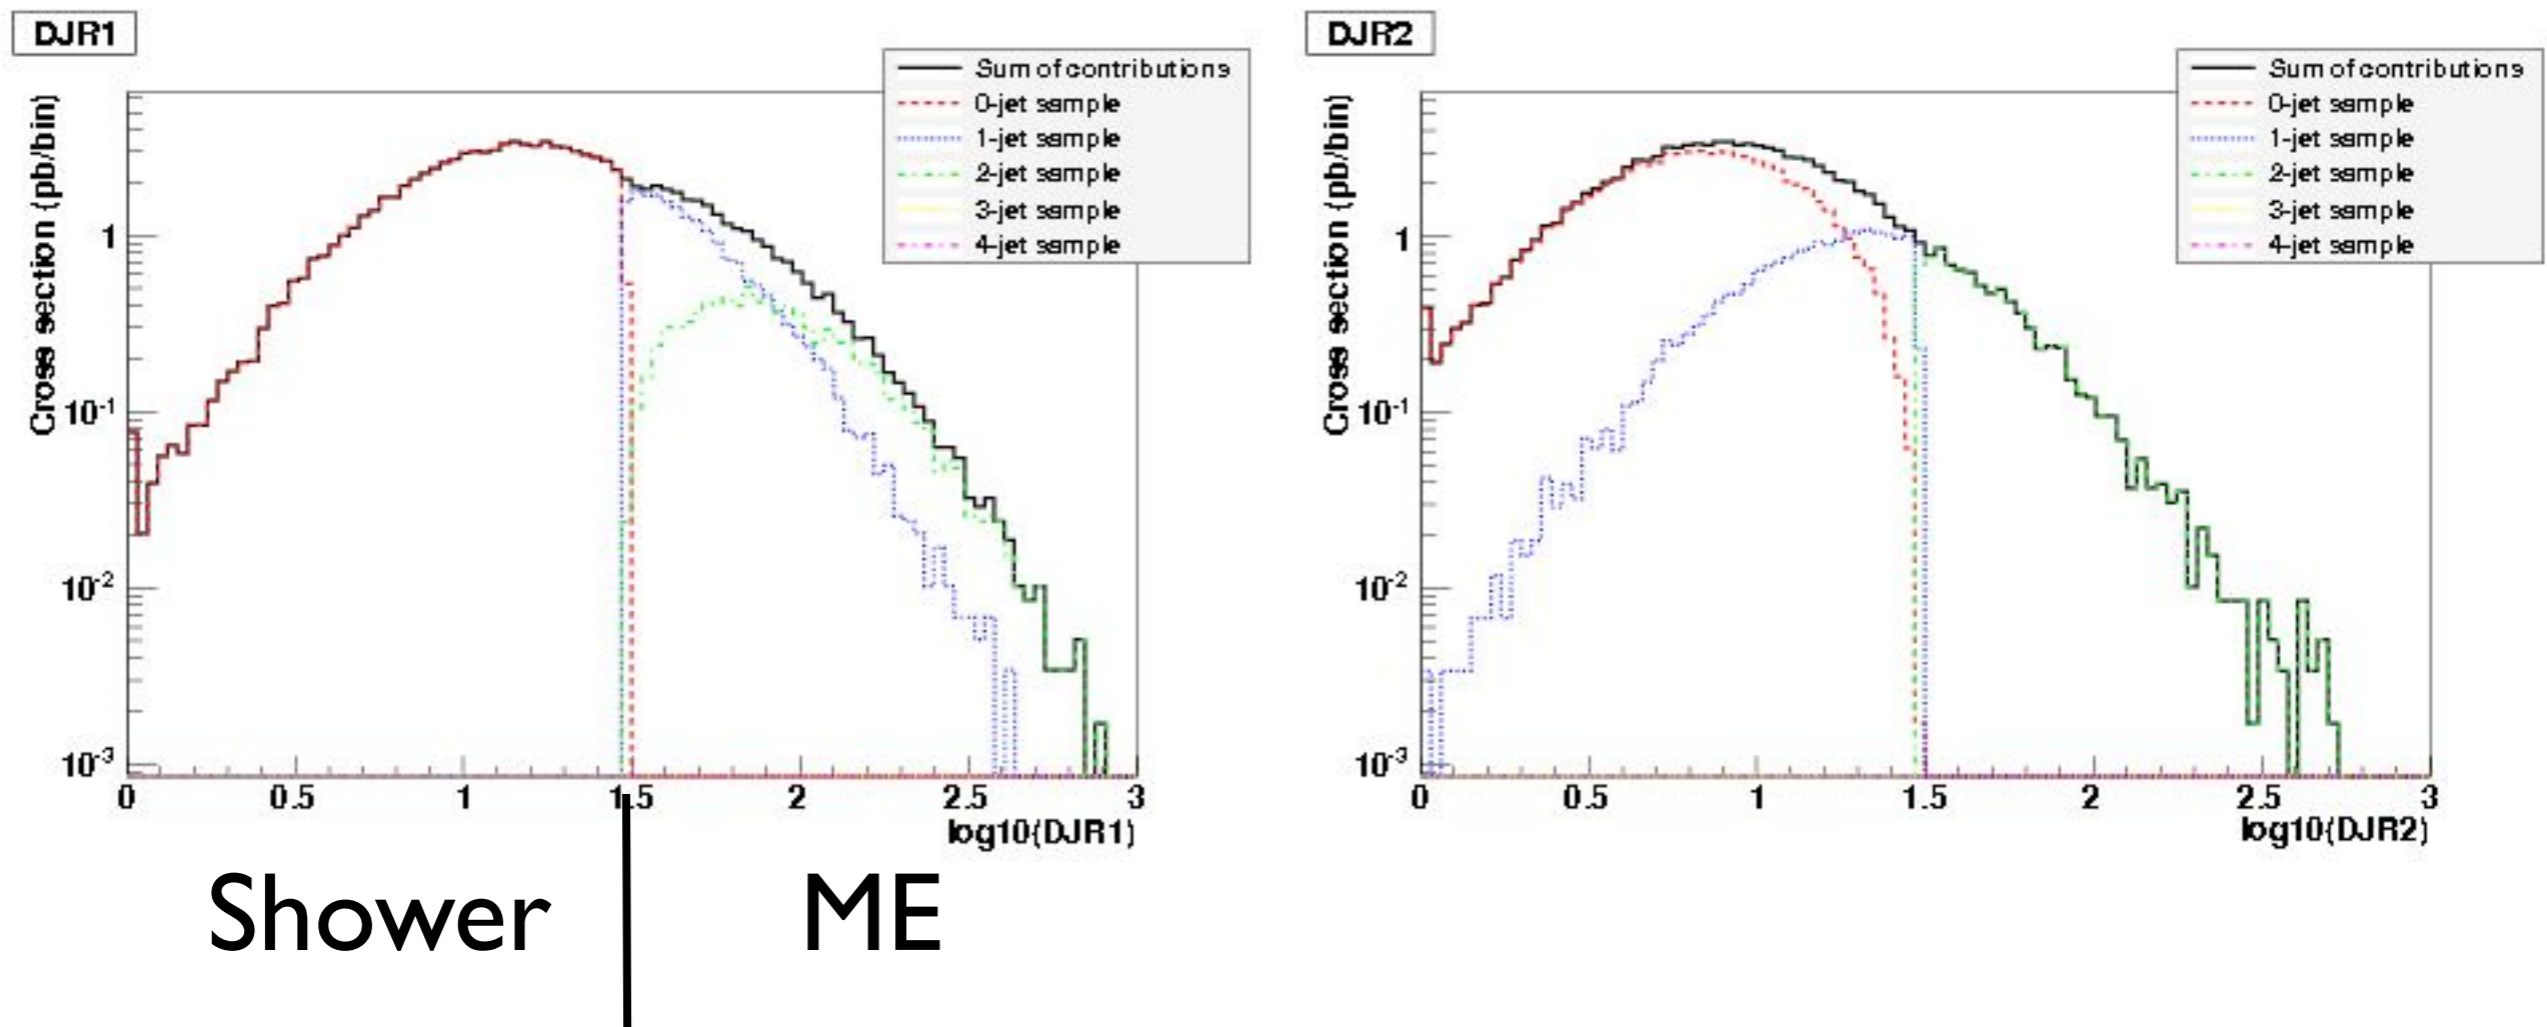 DJR1
Sum of contributions
0-jet sample
1-jet sample
2-jet sample
3-jet sample
4-jet sample
Cross section (pb/bin)
1
10-1
10-2
10-3
0 0.5 1 1.5 2 2.5 3
log10(DJR1)
Shower ME
DJR2
Sum of contributions
0-jet sample
1-jet sample
2-jet sample
3-jet sample
4-jet sample
Cross section (pb/bin)
1
10-1
10-2
10-3
0 0.5 1 1.5 2 2.5 3
log10(DJR2)